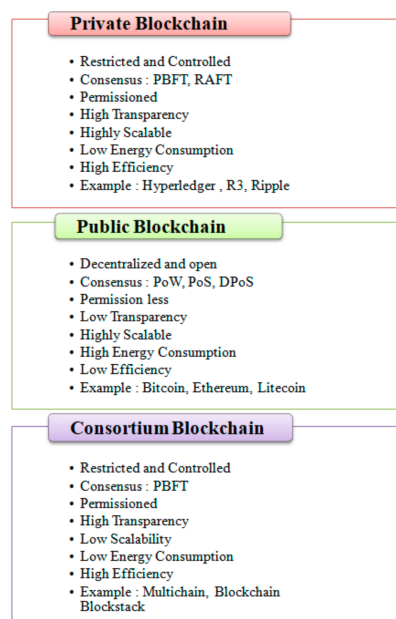 Private Blockchain
• Restricted and Controlled
• Consensus : PBFT, RAFT
• Permissioned
• High Transparency
• Highly Scalable
• Low Energy Consumption
• High Efficiency
• Example : Hyperledger , R3, Ripple
Public Blockchain
• Decentralized and open
• Consensus : PoW, PoS, DPoS
• Permission less
• Low Transparency
• Highly Scalable
• High Energy Consumption
• Low Efficiency
• Example : Bitcoin, Ethereum, Litecoin
Consortium Blockchain
• Restricted and Controlled
• Consensus : PBFT
• Permissioned
• High Transparency
• Low Scalability
• Low Energy Consumption
• High Efficiency
• Example : Multichain, Blockchain
Blockstack